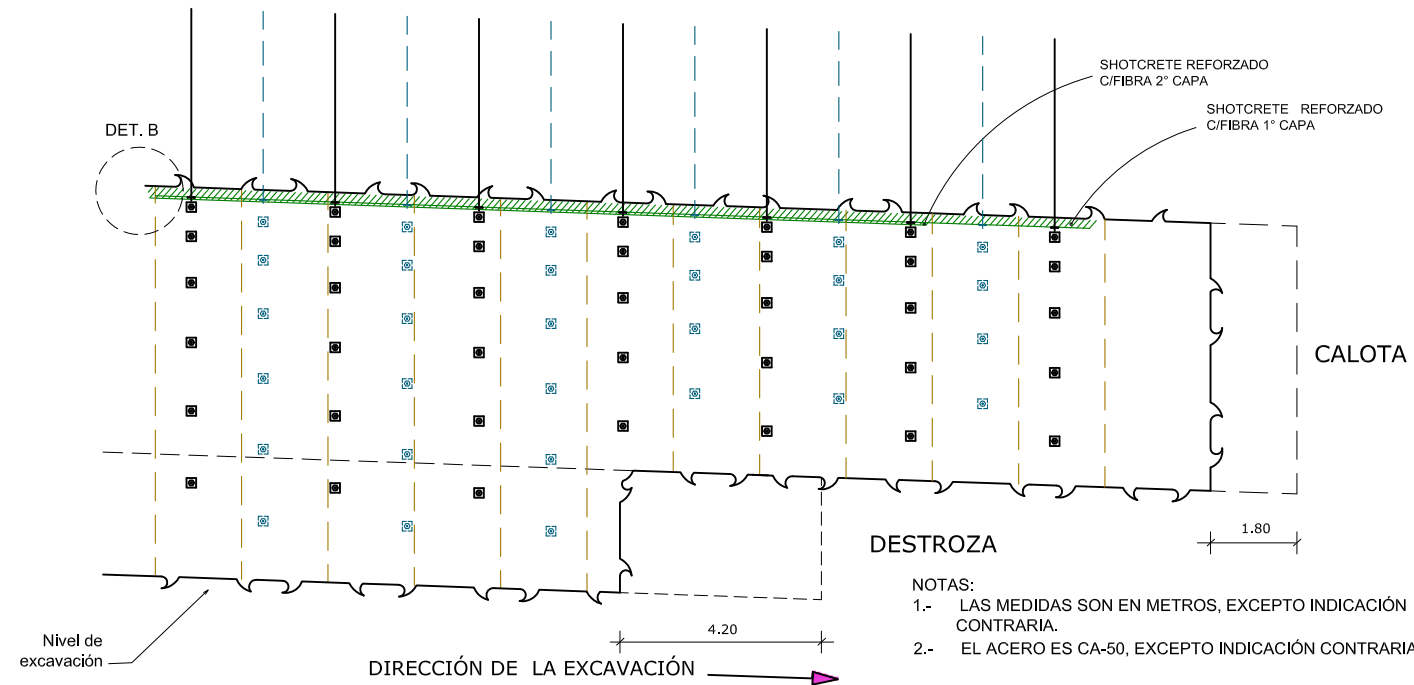 SHOTCRETE REFORZADO
C/FIBRA 2° CAPA
SHOTCRETE REFORZADO
C/FIBRA 1° CAPA
DET. B
CALOTA
1.80
DESTROZA
NOTAS:
1.- LAS MEDIDAS SON EN METROS, EXCEPTO INDICACIÓN
CONTRARIA.
2.- EL ACERO ES CA-50, EXCEPTO INDICACIÓN CONTRARIA
4.20
Nivel de
excavación
DIRECCIÓN DE LA EXCAVACIÓN